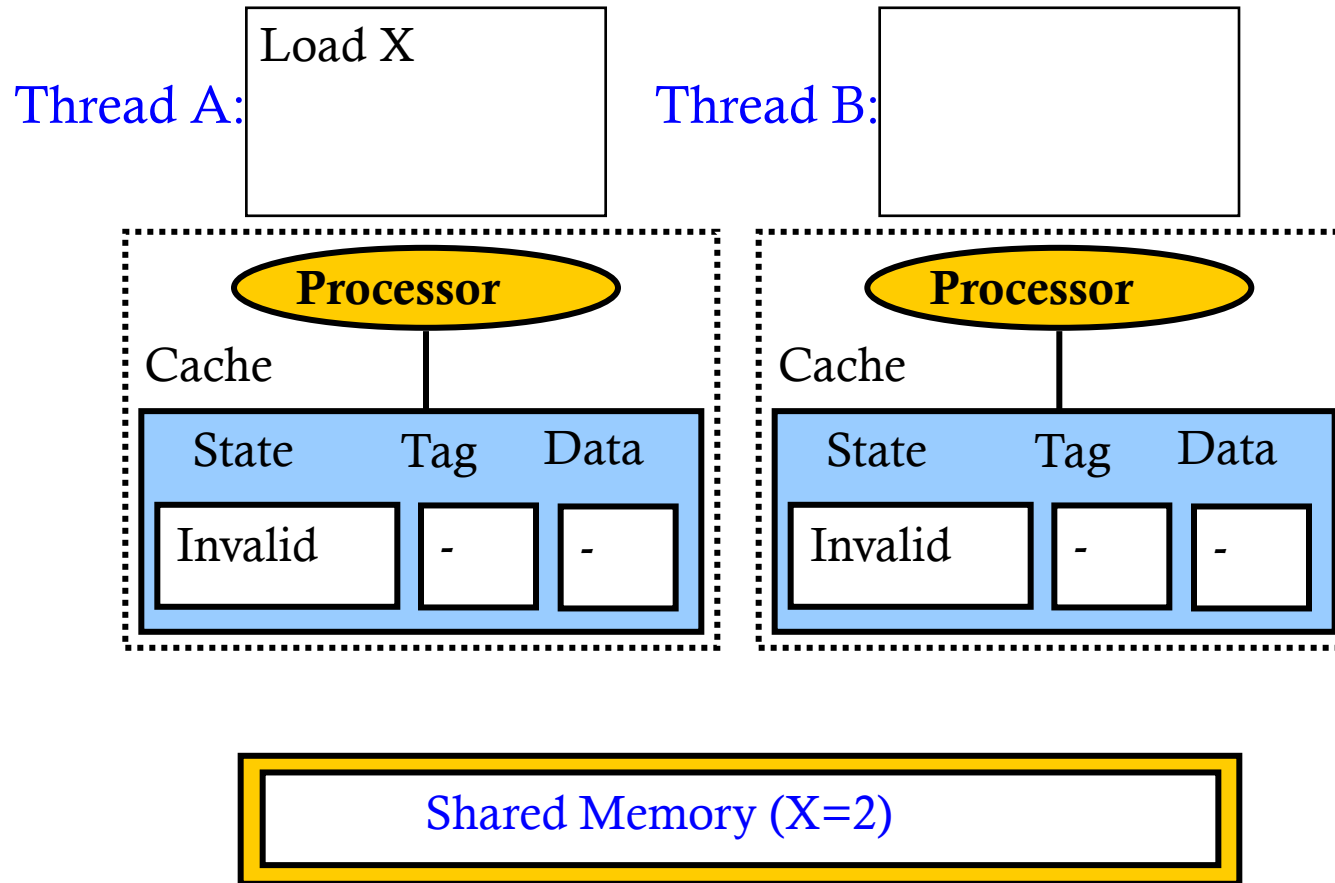 Load X
Thread A:
Thread B:
Processor
Processor
Cache
Cache
State Tag Data
State Tag Data
Invalid - -
Invalid - -
Shared Memory (X=2)